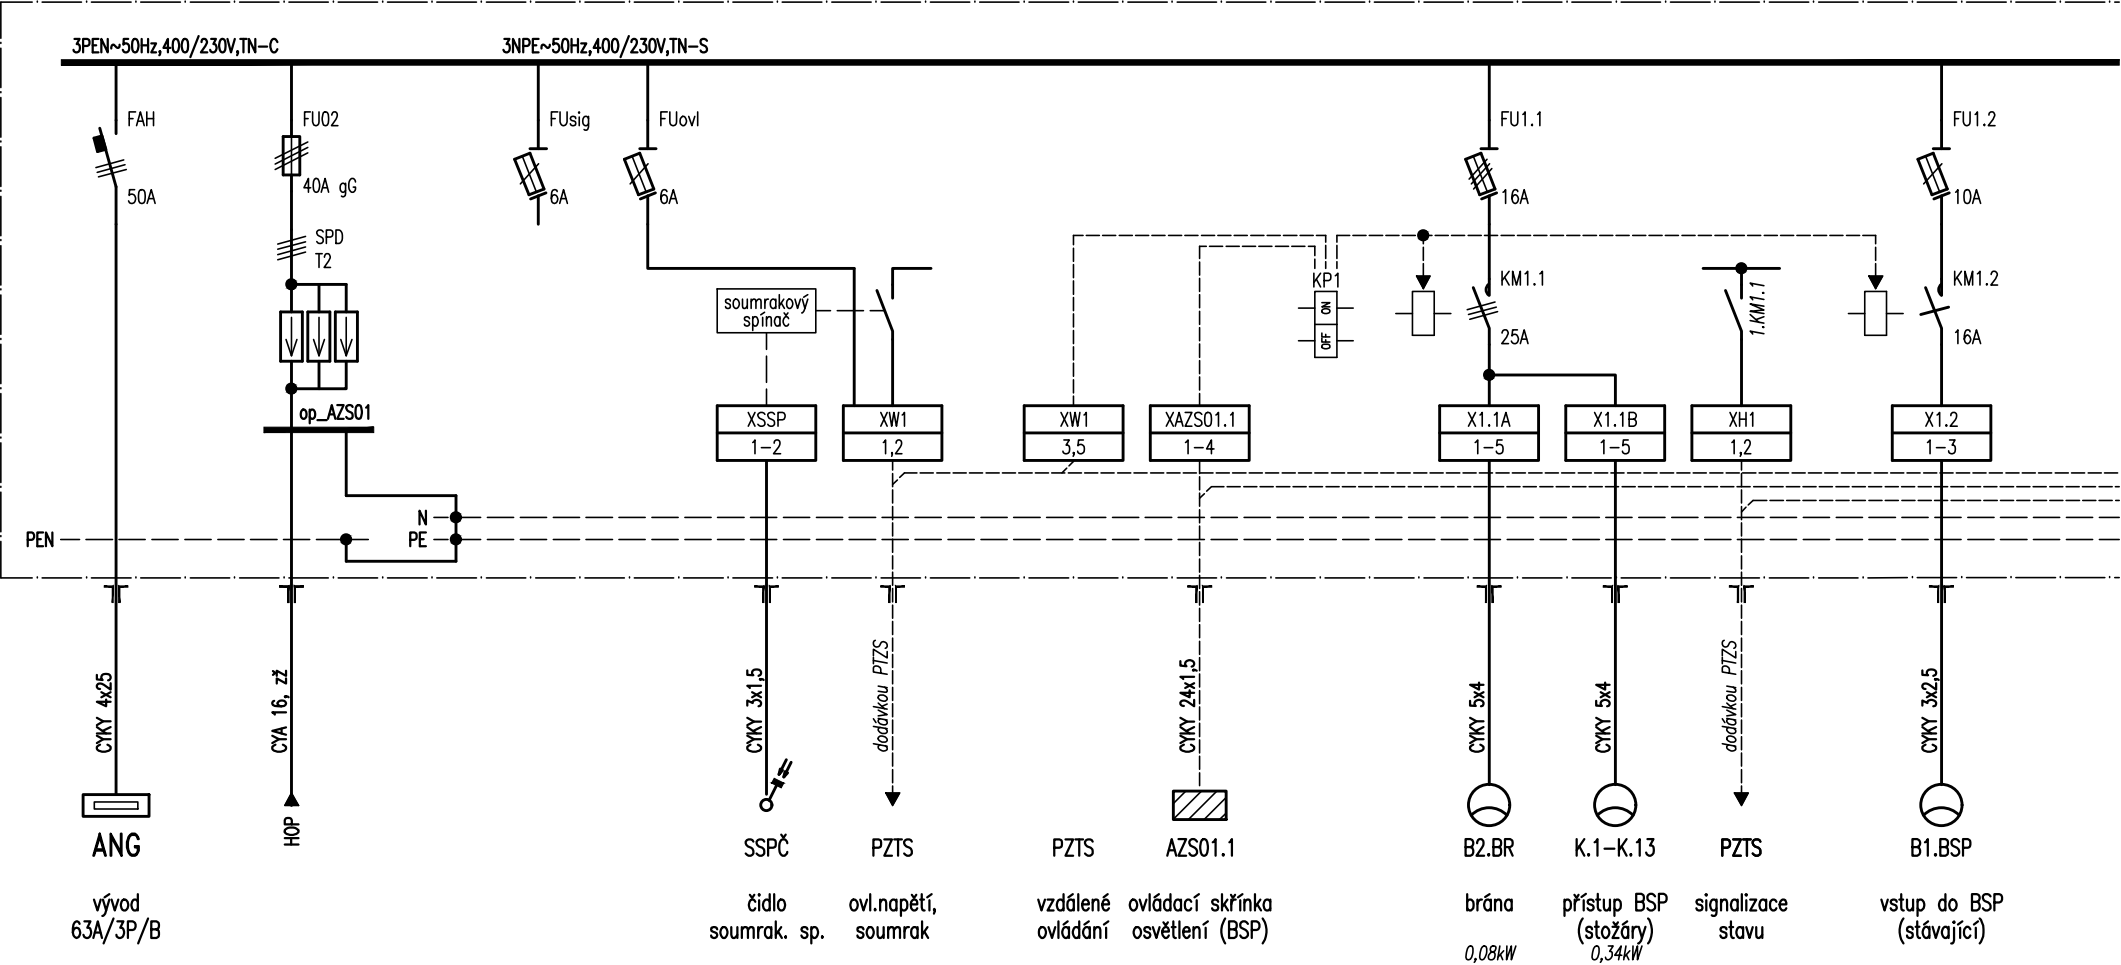 3PEN~50Hz,400/230V,TN-C
3NPE~50Hz,400/230V,TN-S
FAH
50A
FU02
40A gG
SPD
T2
op_AZS01
FUsig
6A
FUovl
6A
soumrakový
spínač
KP1
ON
OFF
FU1.1
16A
KM1.1
25A
1.KM1.1
FU1.2
10A
KM1.2
16A
XSSP
1-2
XW1
1,2
XW1
3,5
XAZS01.1
1-4
X1.1A
1-5
X1.1B
1-5
XH1
1,2
X1.2
1-3
N
PEN
PE
CYKY 4x25
CYA 16, zž
CYKY 3x1,5
dodávkou PTZS
CYKY 24x1,5
CYKY 5x4
CYKY 5x4
dodávkou PTZS
CYKY 3x2,5
HOP
ANG
vývod
63A/3P/B
SSPČ
čidlo
soumrak. sp.
PZTS
ovl.napětí,
soumrak
PZTS
vzdálené
ovládání
AZS01.1
ovládací skřínka
osvětlení (BSP)
B2.BR
brána
0,08kW
K.1-K.13
přístup BSP
(stožáry)
0,34kW
PZTS
signalizace
stavu
B1.BSP
vstup do BSP
(stávající)